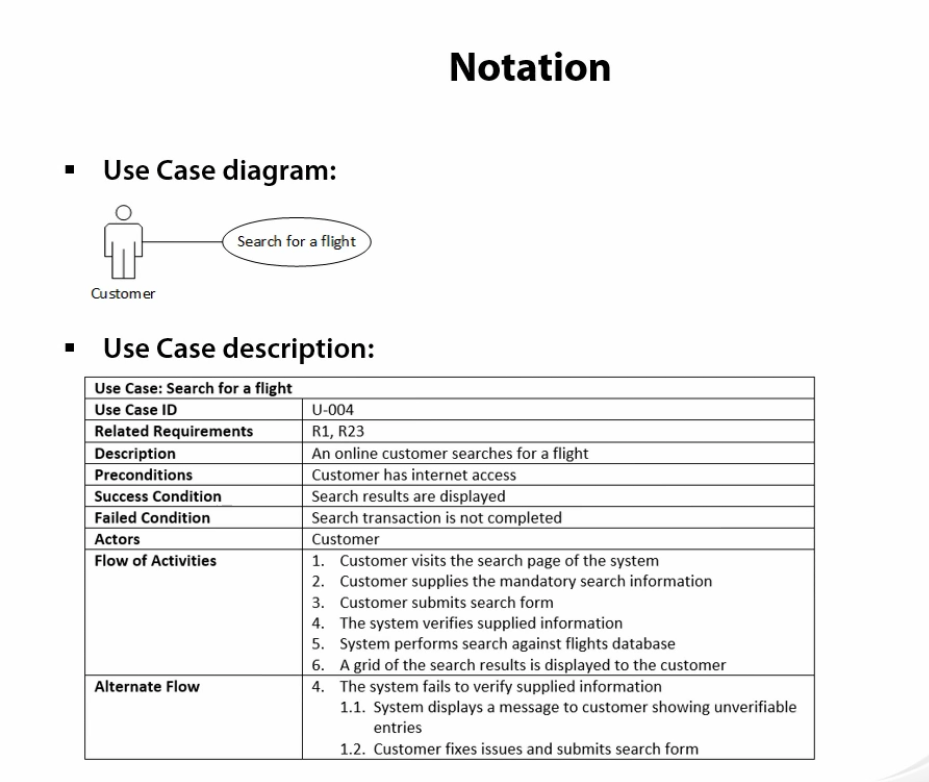 Notation
▪ Use Case diagram:
Search for a flight
Customer
▪ Use Case description:
Use Case: Search for a flight
Use Case ID U-004
Related Requirements R1, R23
Description An online customer searches for a flight
Preconditions Customer has internet access
Success Condition Search results are displayed
Failed Condition Search transaction is not completed
Actors Customer
Flow of Activities 1. Customer visits the search page of the system
2. Customer supplies the mandatory search information
3. Customer submits search form
4. The system verifies supplied information
5. System performs search against flights database
6. A grid of the search results is displayed to the customer
Alternate Flow 4. The system fails to verify supplied information
1.1. System displays a message to customer showing unverifiable
entries
1.2. Customer fixes issues and submits search form